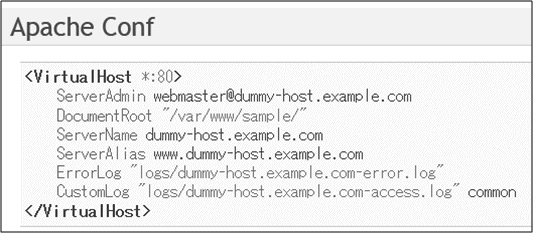 Apache Conf
<VirtualHost *:80>
ServerAdmin webmaster@dummy-host.example.com
DocumentRoot "/var/www/sample/"
ServerName dummy-host.example.com
ServerAlias www.dummy-host.example.com
ErrorLog "logs/dummy-host.example.com-error.log"
CustomLog "logs/dummy-host.example.com-access.log" common
</VirtualHost>